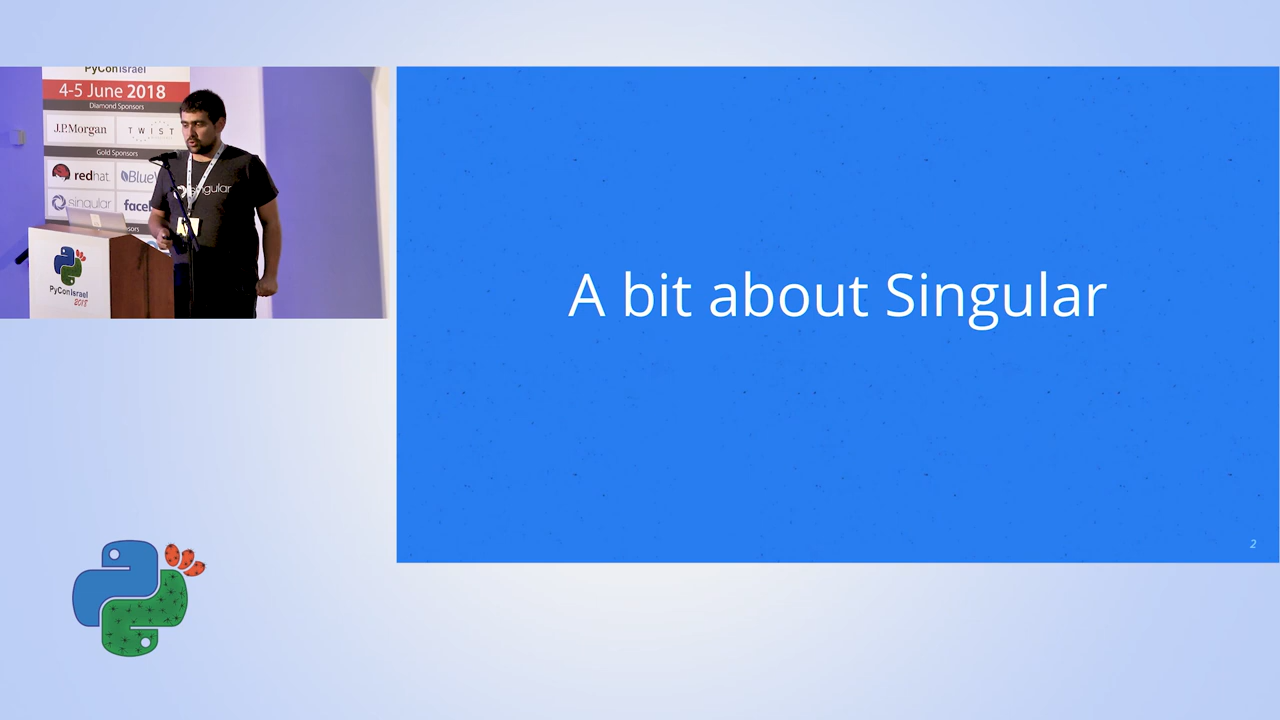 PyConIsrael
4-5 June 2018
Diamond Sponsors
J.P.Morgan
TWIST
Gold Sponsors
redhat
singular
singular
PyConIsrael
2018
A bit about Singular
2